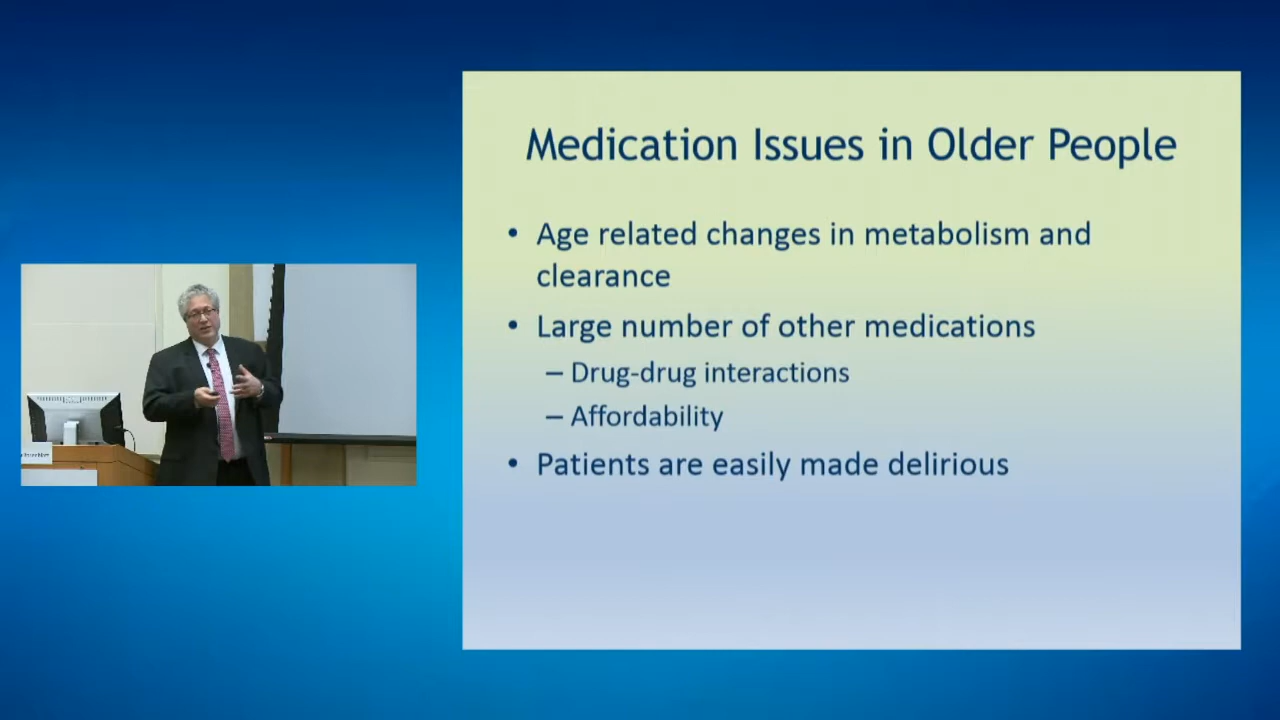 Medication Issues in Older People
• Age related changes in metabolism and
clearance
• Large number of other medications
– Drug-drug interactions
– Affordability
• Patients are easily made delirious